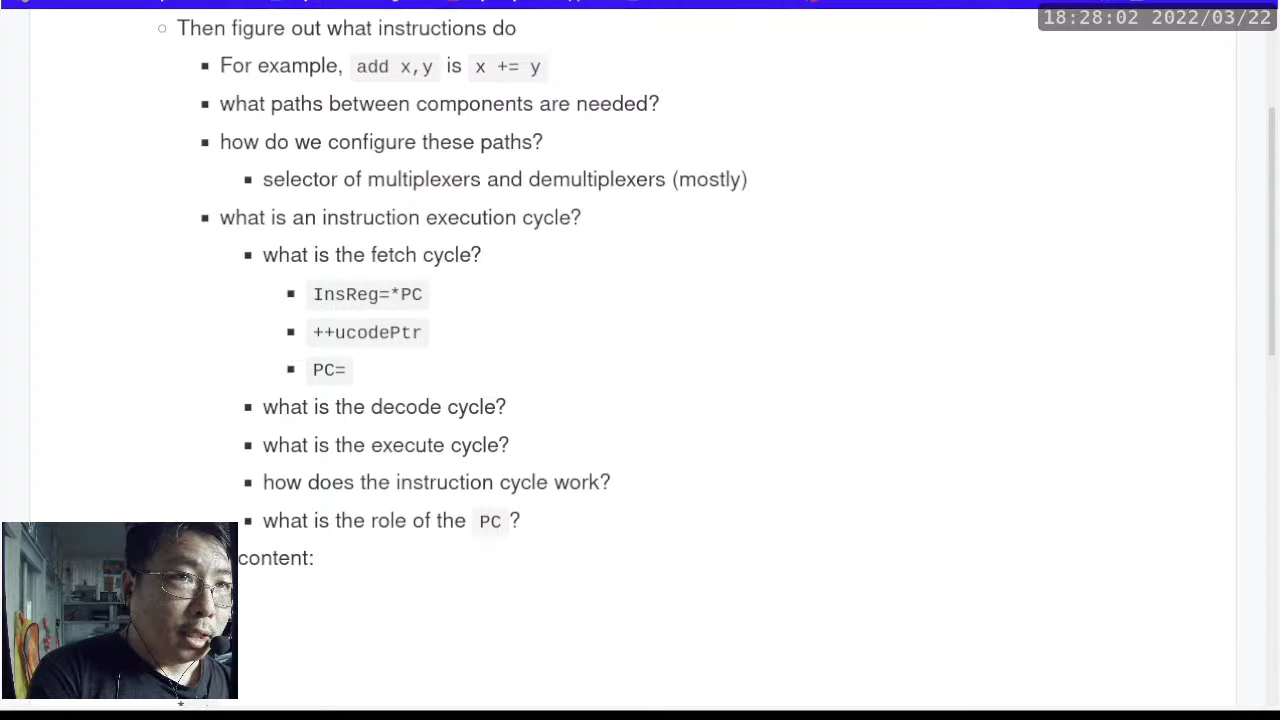 18:28:02 2022/03/22
Then figure out what instructions do
For example, add x,y is x += y
what paths between components are needed?
how do we configure these paths?
selector of multiplexers and demultiplexers (mostly)
what is an instruction execution cycle?
what is the fetch cycle?
InsReg=*PC
++ucodePtr
PC=
what is the decode cycle?
what is the execute cycle?
how does the instruction cycle work?
what is the role of the PC ?
content: